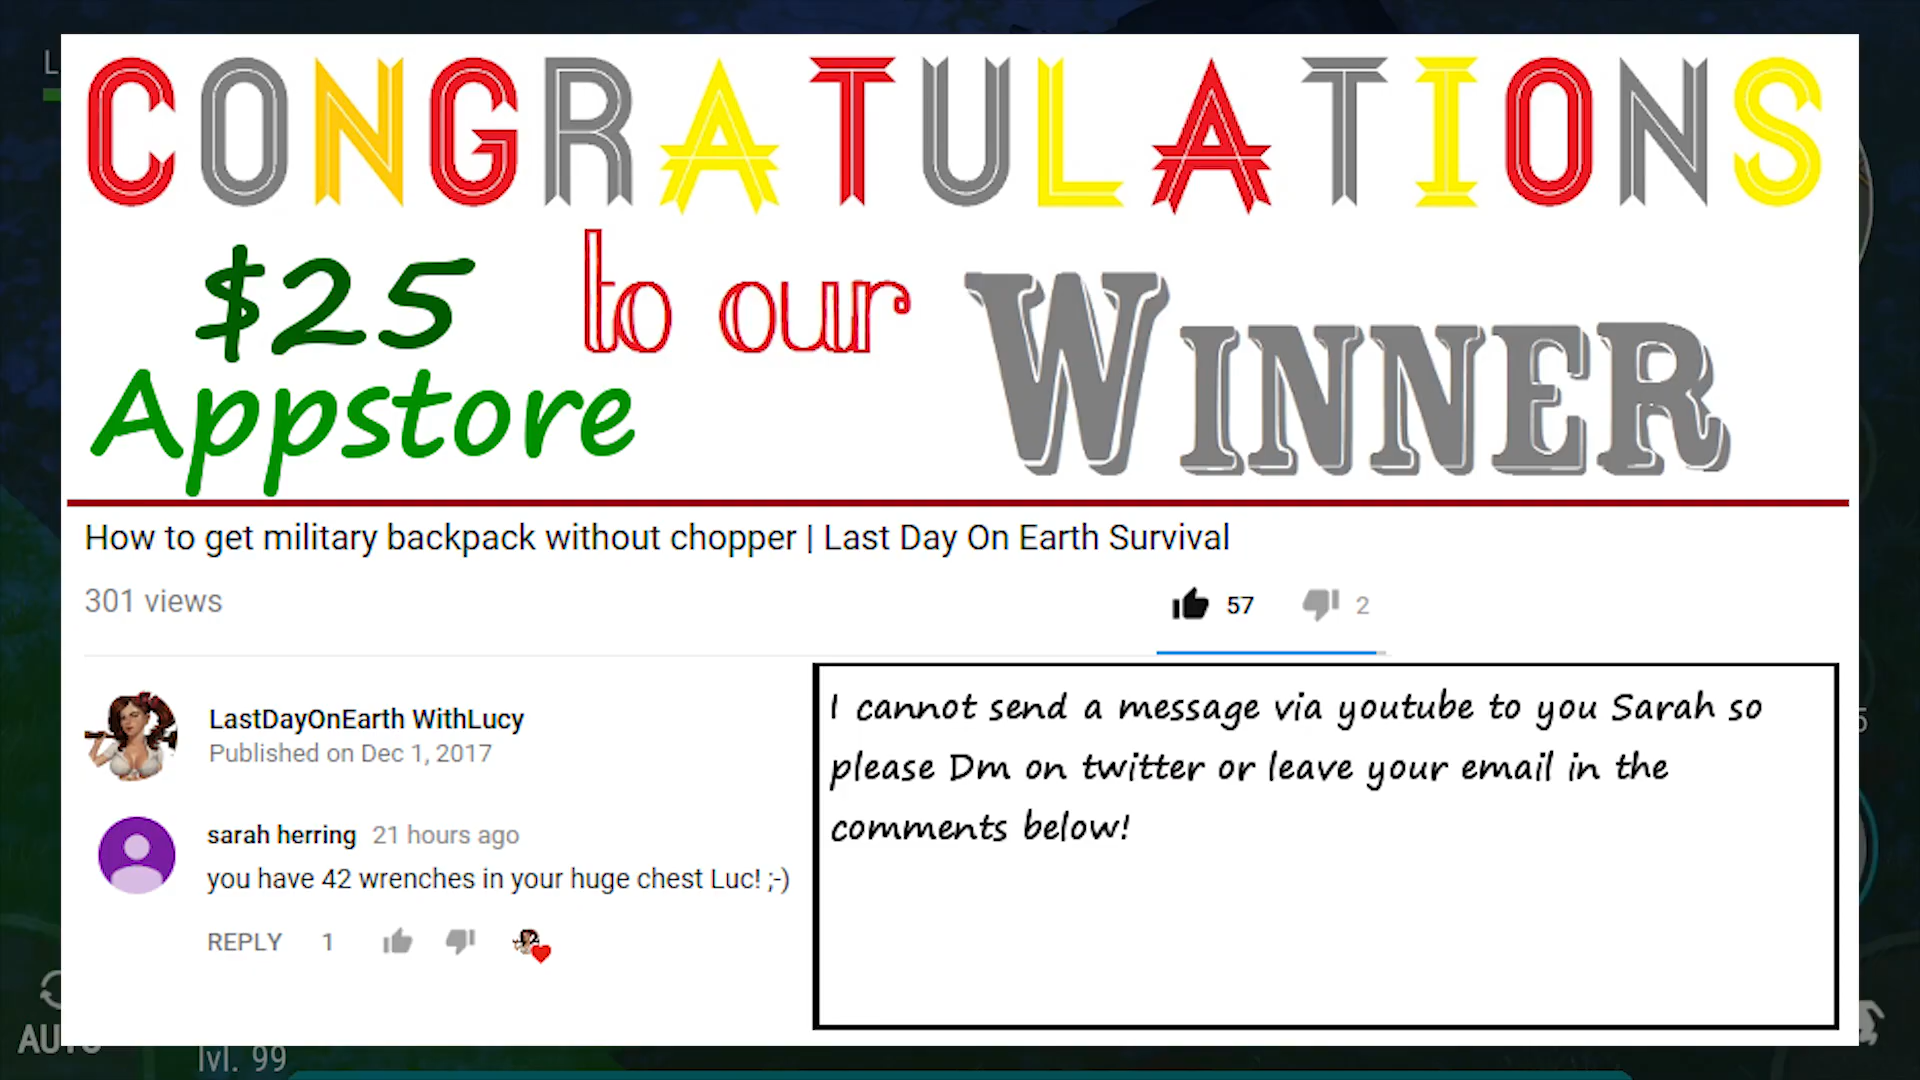 CONGRATULATIONS
$25 to our WINNER
Appstore
How to get military backpack without chopper | Last Day On Earth Survival
301 views
57 2
LastDayOnEarth WithLucy
Published on Dec 1, 2017
sarah herring 21 hours ago
you have 42 wrenches in your huge chest Luc! ;-)
REPLY 1
I cannot send a message via youtube to you Sarah so
please Dm on twitter or leave your email in the
comments below!
lvl. 99